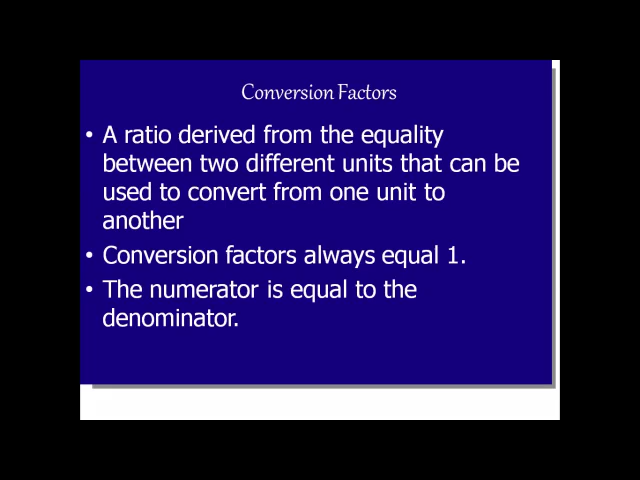 Conversion Factors
• A ratio derived from the equality
between two different units that can be
used to convert from one unit to
another
• Conversion factors always equal 1.
• The numerator is equal to the
denominator.